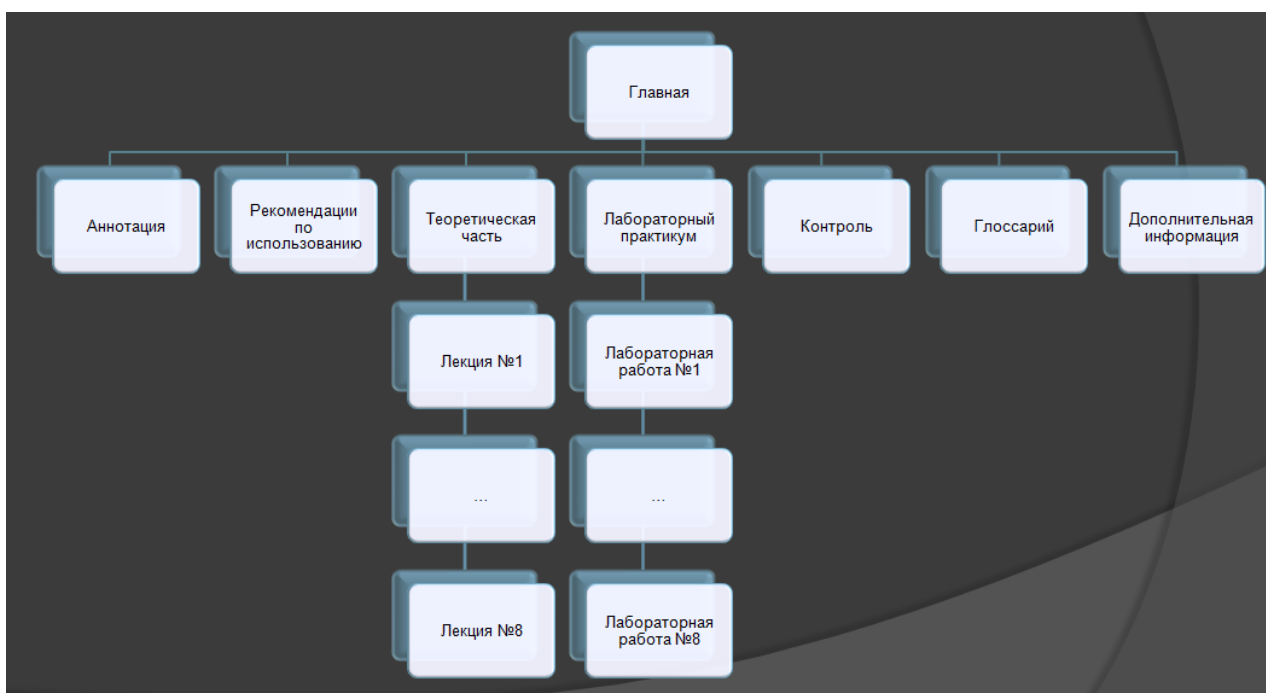 Главная
Аннотация
Рекомендации
по
использованию
Теоретическая
часть
Лабораторный
практикум
Контроль
Глоссарий
Дополнительная
информация
Лекция №1
Лабораторная
работа №1
...
...
Лекция №8
Лабораторная
работа №8